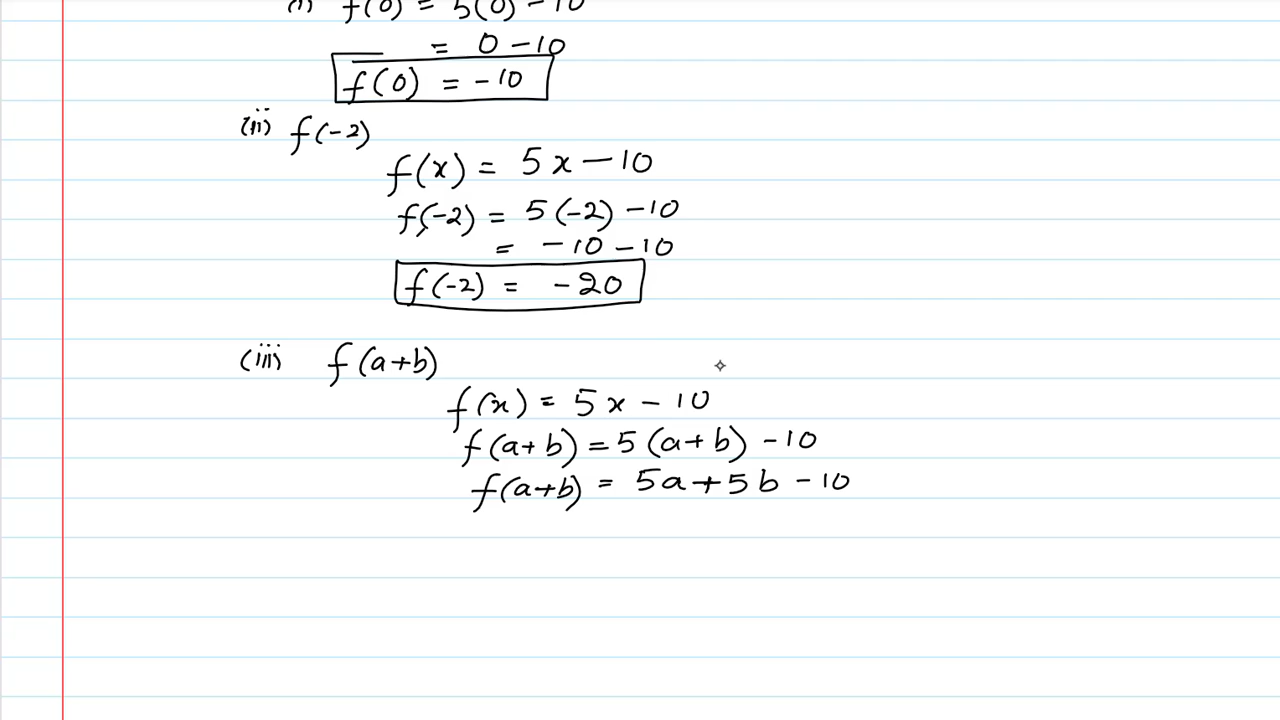 (i) f(0) = 5(0) -10
= 0 -10
f(0) = -10
(ii) f(-2)
f(x) = 5x - 10
f(-2) = 5(-2) -10
= -10 -10
f(-2) = -20
(iii) f(a+b)
f(x) = 5x - 10
f(a+b) = 5(a+b) -10
f(a+b) = 5a+5b -10